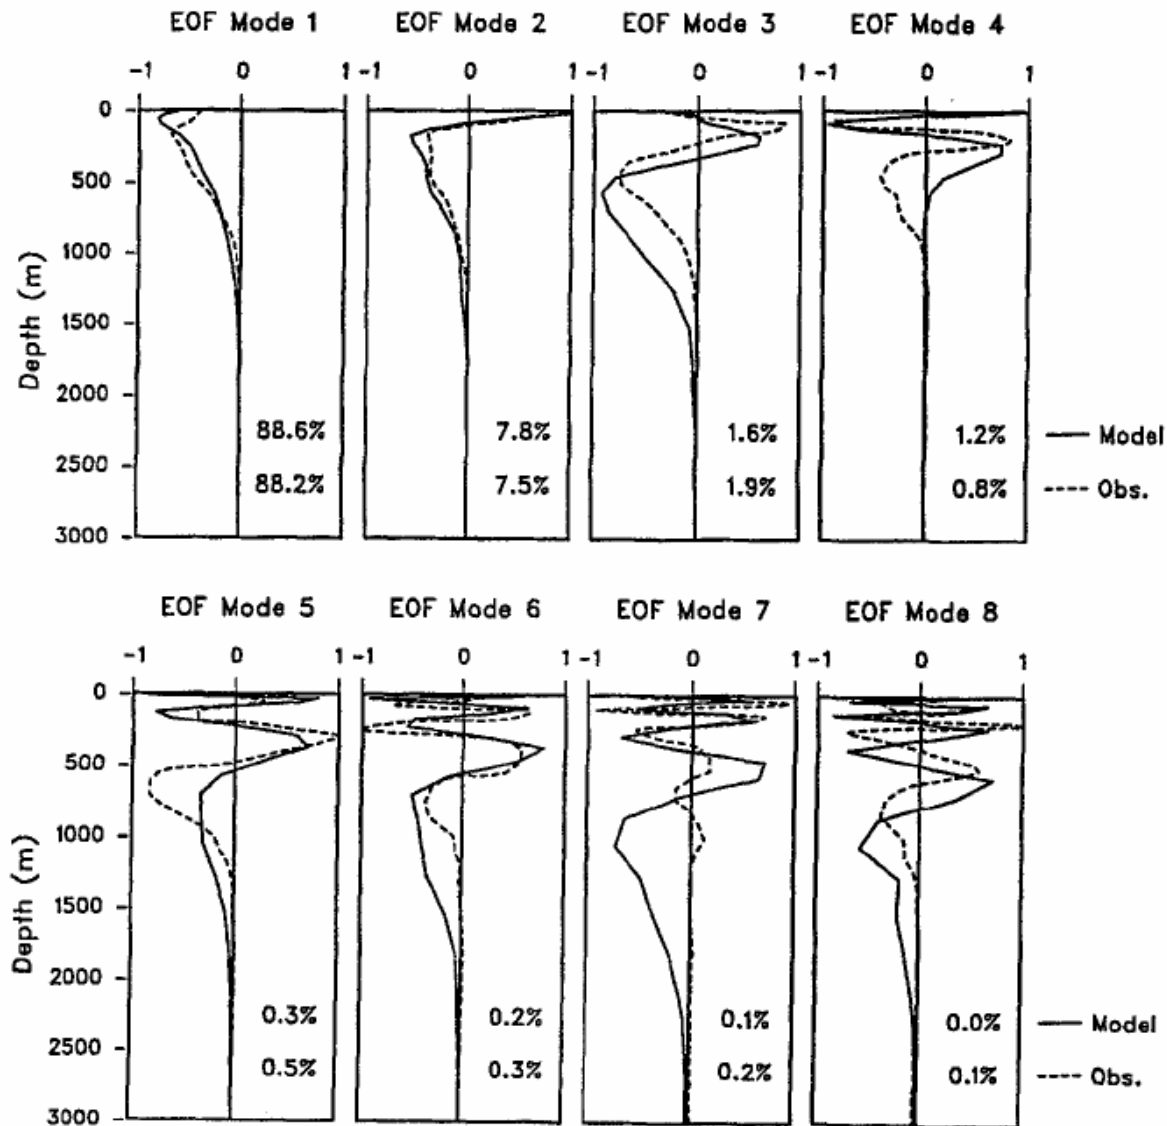 EOF Mode 1 EOF Mode 2 EOF Mode 3 EOF Mode 4
-1 0 1 -1 0 1 -1 0 1 -1 0 1
0
500
1000
1500
2000
2500
3000
Depth (m)
88.6% 7.8% 1.6% 1.2% Model
88.2% 7.5% 1.9% 0.8% Obs.
EOF Mode 5 EOF Mode 6 EOF Mode 7 EOF Mode 8
-1 0 1 -1 0 1 -1 0 1 -1 0 1
0
500
1000
1500
2000
2500
3000
Depth (m)
0.3% 0.2% 0.1% 0.0% Model
0.5% 0.3% 0.2% 0.1% Obs.